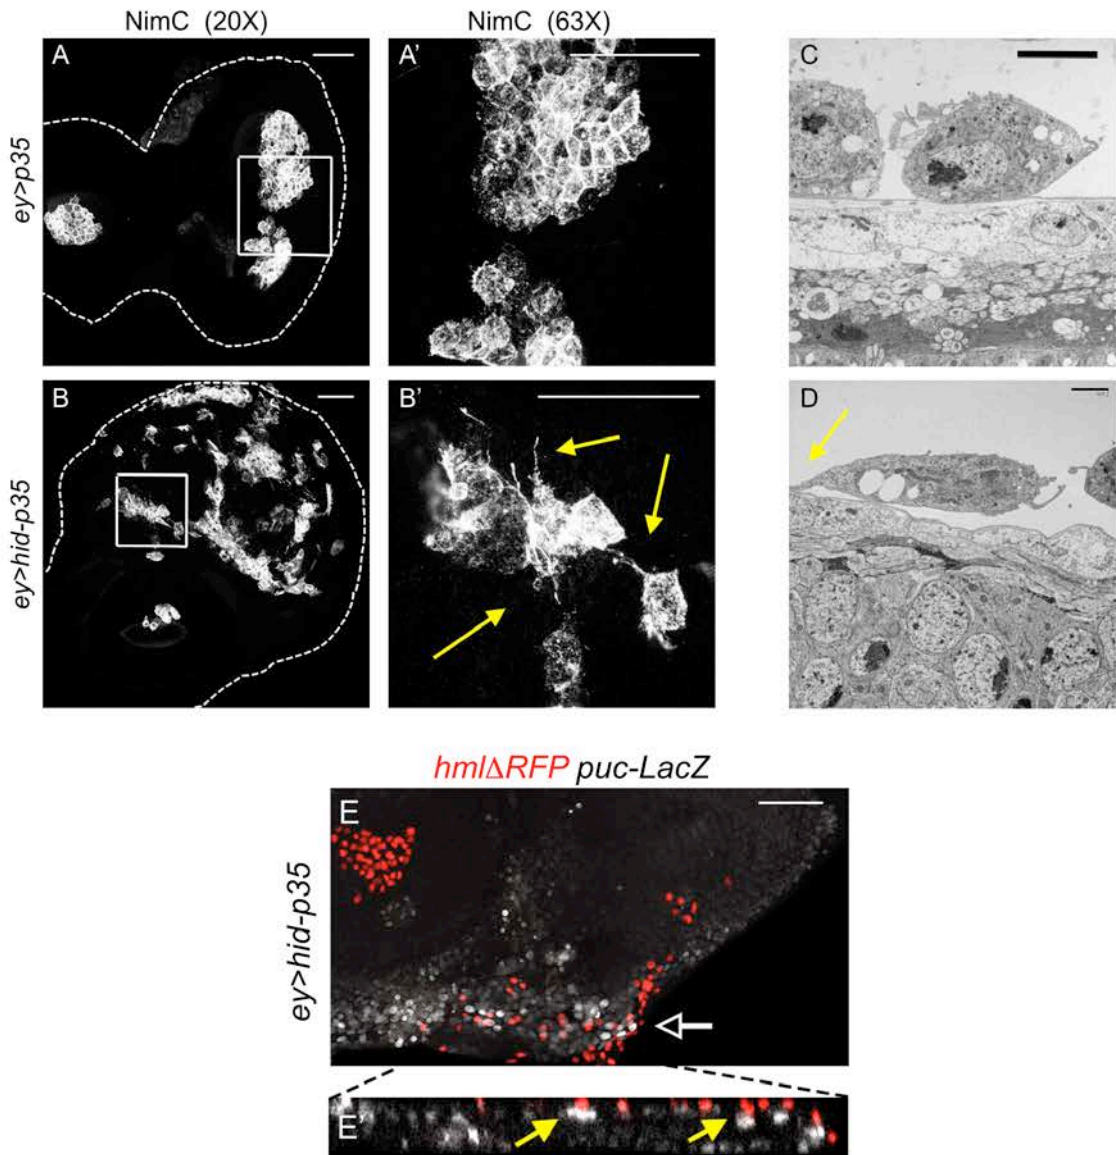 NimC (20X)
NimC (63X)
A
A'
C
ey>p35
B
B'
D
ey>hid-p35
hmlΔRFP puc-LacZ
E
ey>hid-p35
E'